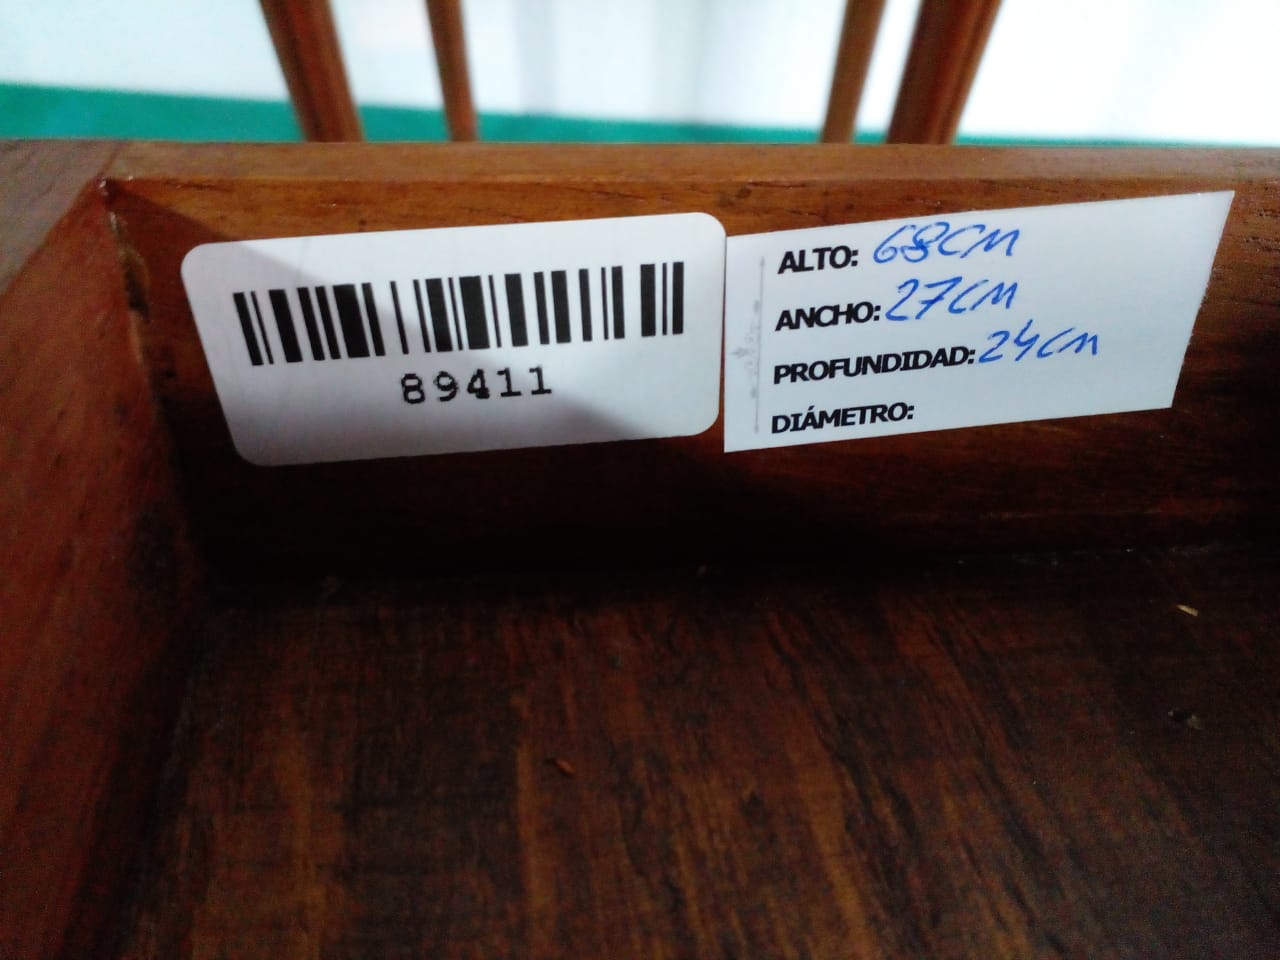 89411
ALTO: 68CM
ANCHO: 27CM
PROFUNDIDAD: 24CM
DIÁMETRO: